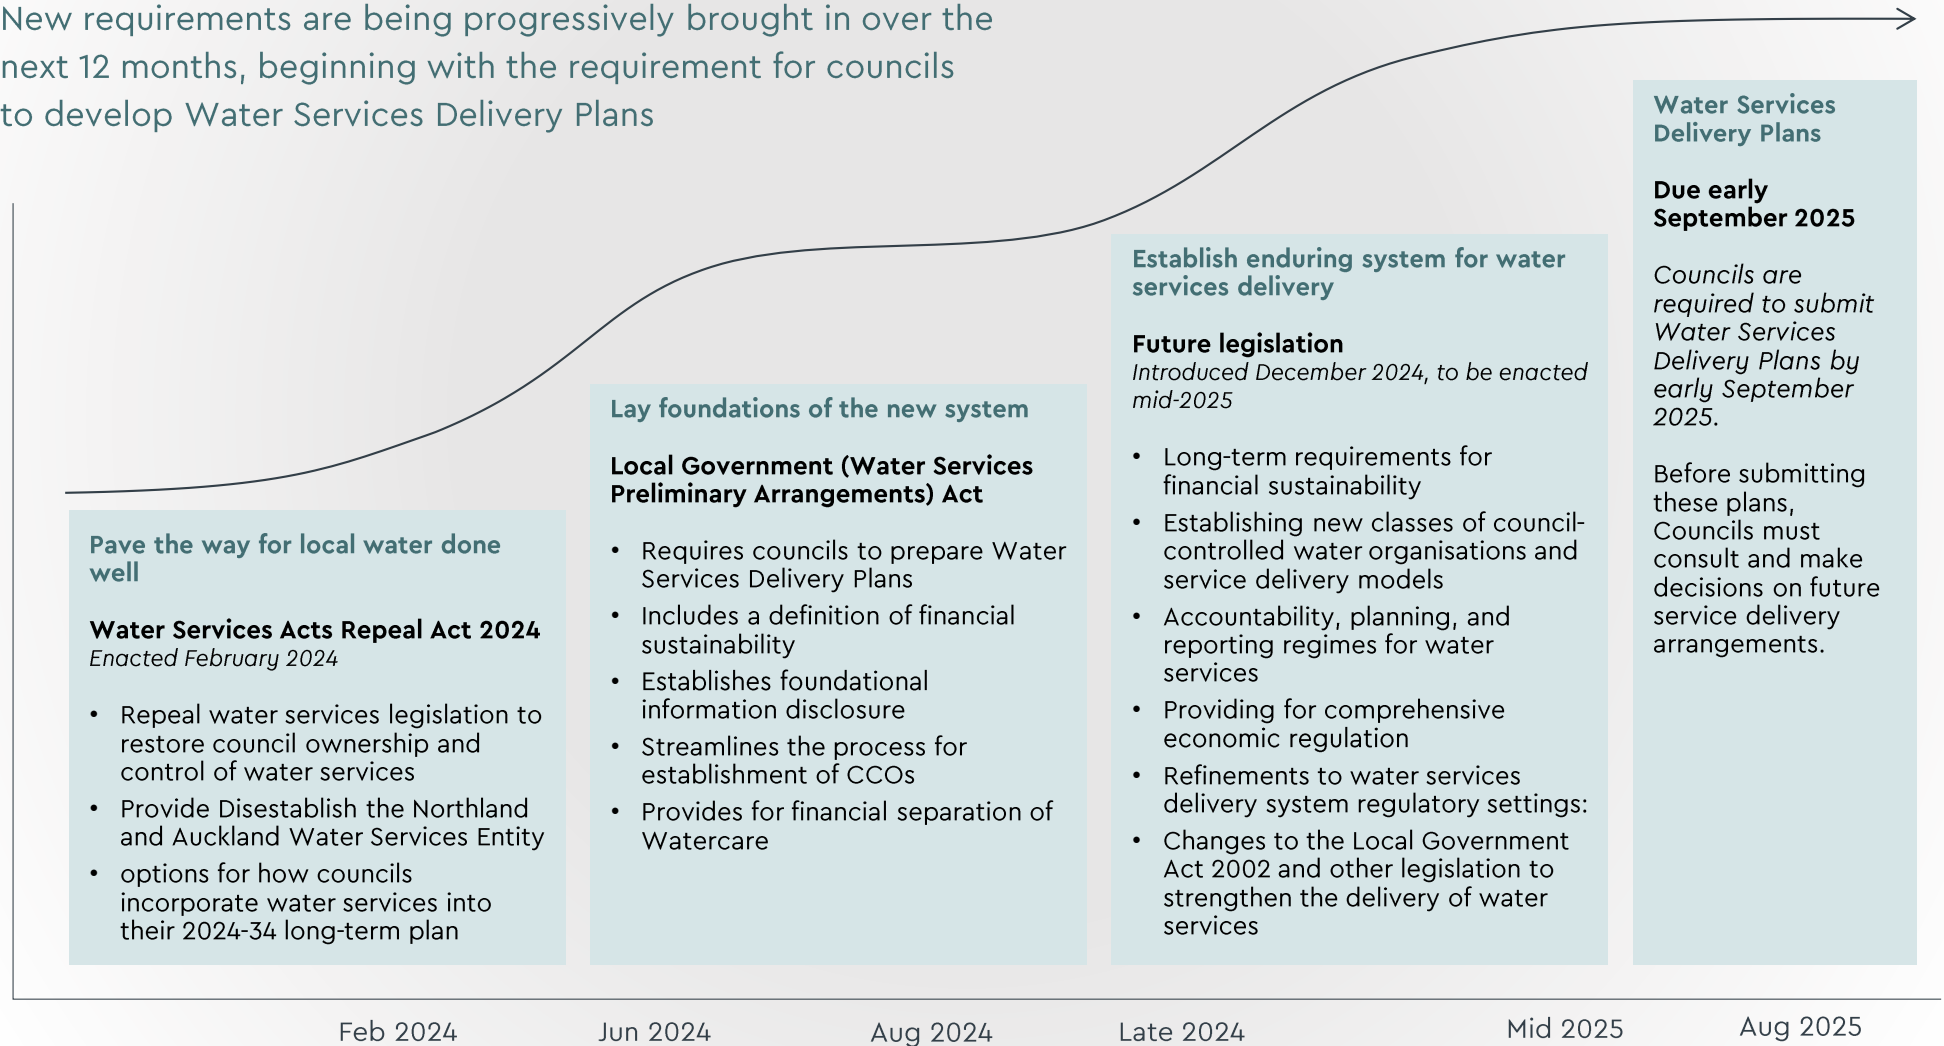 New requirements are being progressively brought in over the
next 12 months, beginning with the requirement for councils
to develop Water Services Delivery Plans
Pave the way for local water done
well
Water Services Acts Repeal Act 2024
Enacted February 2024
• Repeal water services legislation to
restore council ownership and
control of water services
• Provide Disestablish the Northland
and Auckland Water Services Entity
• options for how councils
incorporate water services into
their 2024-34 long-term plan
Lay foundations of the new system
Local Government (Water Services
Preliminary Arrangements) Act
• Requires councils to prepare Water
Services Delivery Plans
• Includes a definition of financial
sustainability
• Establishes foundational
information disclosure
• Streamlines the process for
establishment of CCOs
• Provides for financial separation of
Watercare
Establish enduring system for water
services delivery
Future legislation
Introduced December 2024, to be enacted
mid-2025
• Long-term requirements for
financial sustainability
• Establishing new classes of council-
controlled water organisations and
service delivery models
• Accountability, planning, and
reporting regimes for water
services
• Providing for comprehensive
economic regulation
• Refinements to water services
delivery system regulatory settings:
• Changes to the Local Government
Act 2002 and other legislation to
strengthen the delivery of water
services
Water Services
Delivery Plans
Due early
September 2025
Councils are
required to submit
Water Services
Delivery Plans by
early September
2025.
Before submitting
these plans,
Councils must
consult and make
decisions on future
service delivery
arrangements.
Feb 2024
Jun 2024
Aug 2024
Late 2024
Mid 2025
Aug 2025